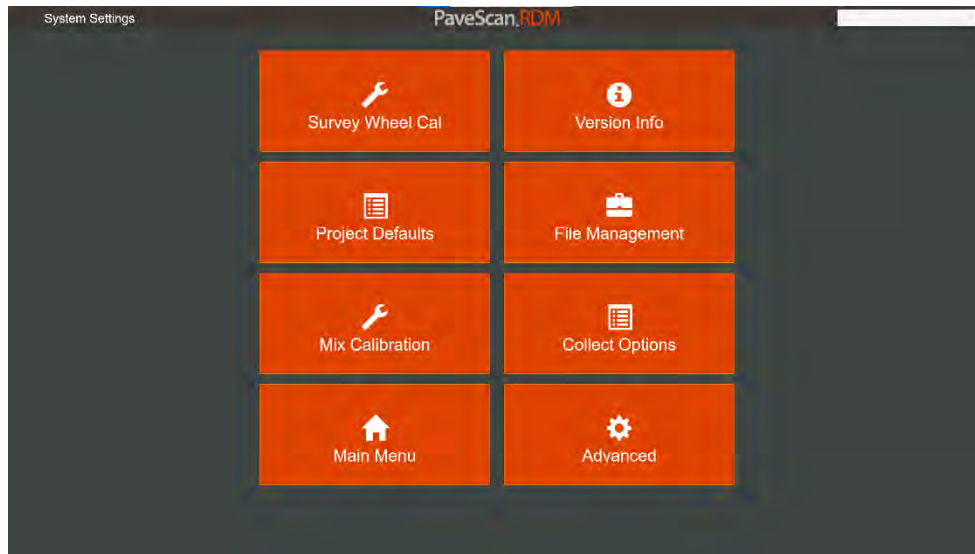 System Settings
PaveScan.RDM
Survey Wheel Cal
Version Info
Project Defaults
File Management
Mix Calibration
Collect Options
Main Menu
Advanced